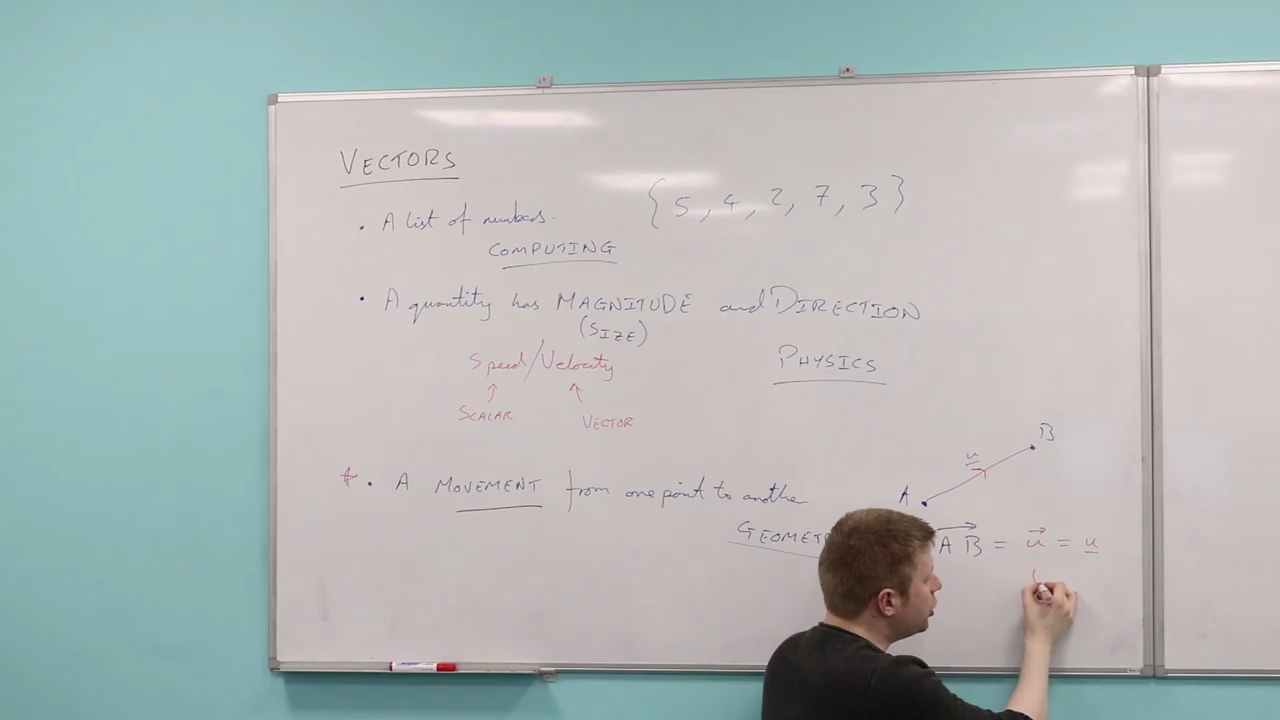 VECTORS
• A list of numbers. {5, 4, 2, 7, 3}
COMPUTING
• A quantity has MAGNITUDE and DIRECTION
(SIZE)
Speed/Velocity
PHYSICS
↑ ↑
SCALAR VECTOR
B
u
* • A MOVEMENT from one point to another
A
GEOMET
AB = u = u